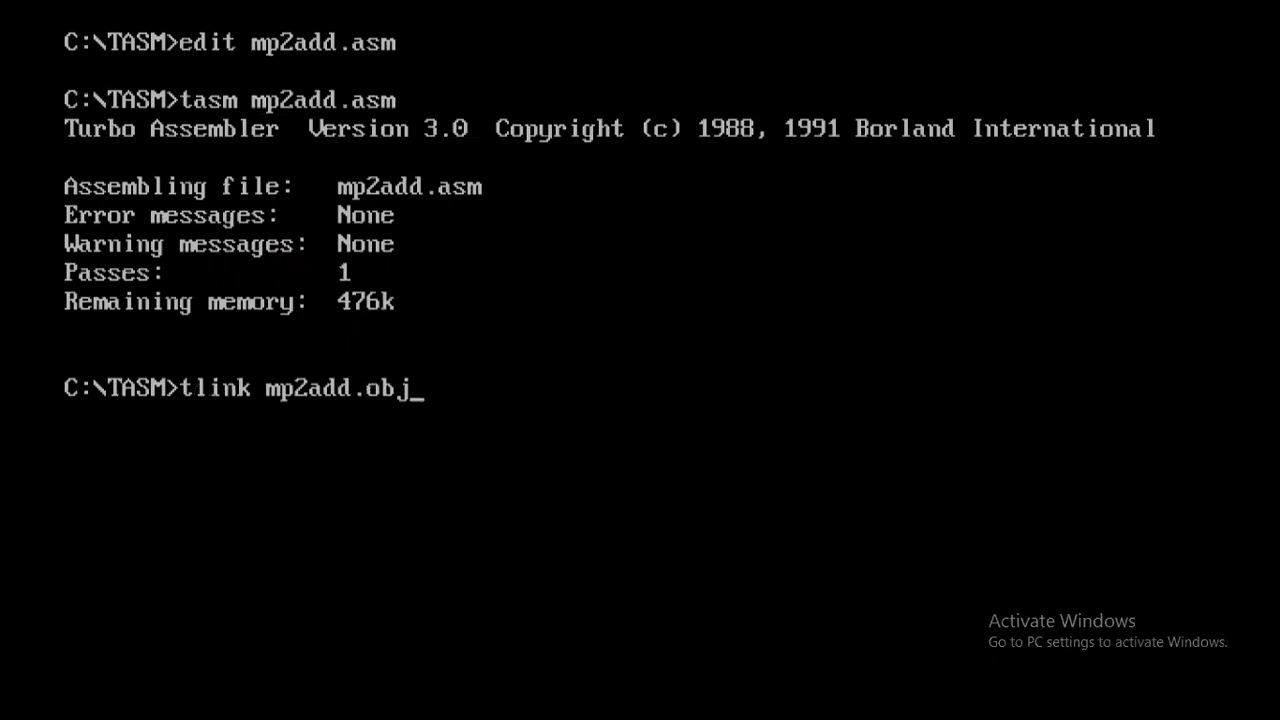 C:\TASM>edit mp2add.asm
C:\TASM>tasm mp2add.asm
Turbo Assembler  Version 3.0  Copyright (c) 1988, 1991 Borland International
Assembling file:   mp2add.asm
Error messages:    None
Warning messages:  None
Passes:            1
Remaining memory:  476k
C:\TASM>tlink mp2add.obj_
Activate Windows
Go to PC settings to activate Windows.